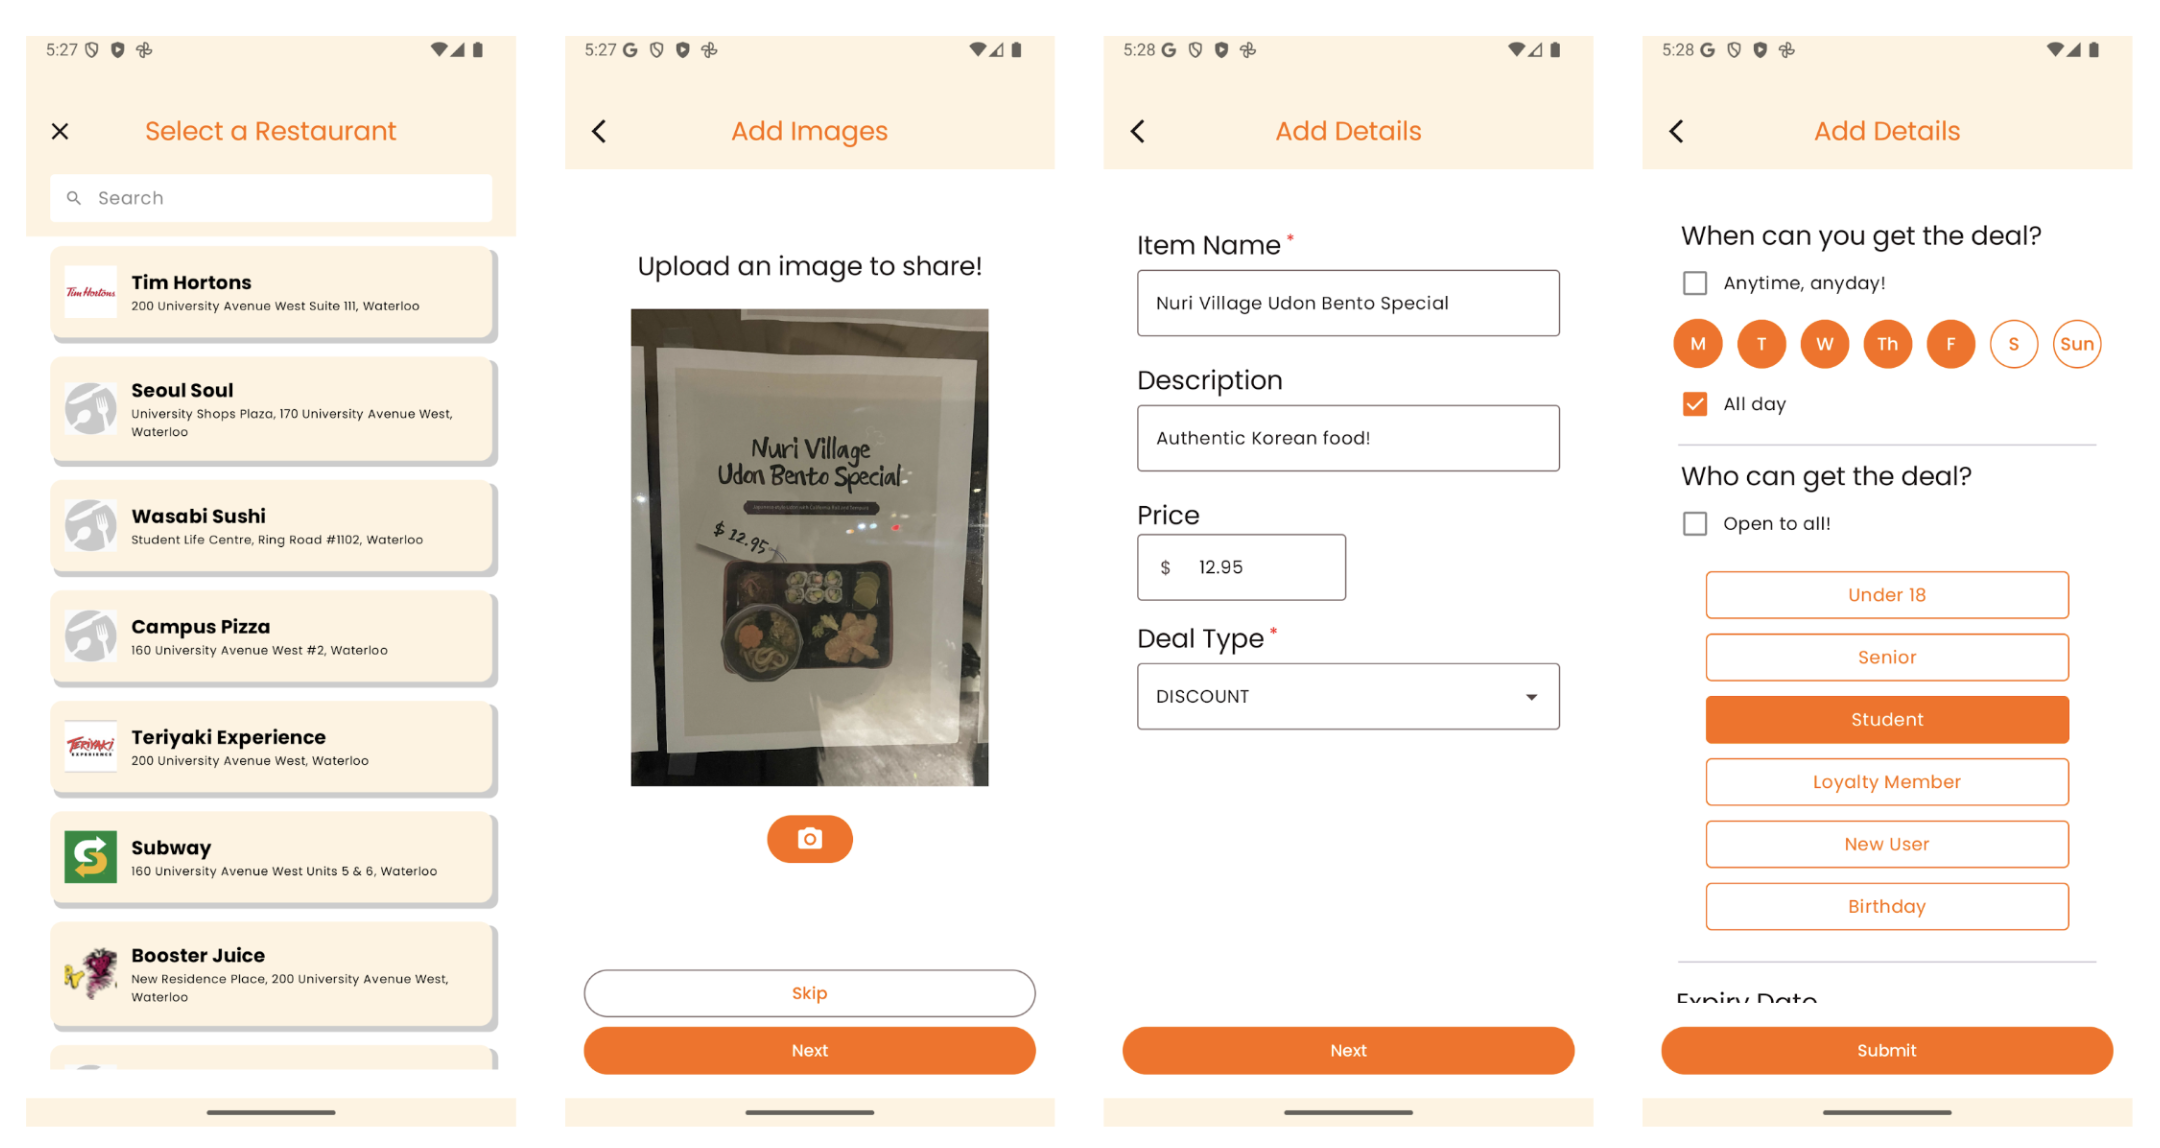 5:27
Select a Restaurant
Search
Tim Hortons
Tim Hortons
200 University Avenue West Suite 111, Waterloo
Seoul Soul
University Shops Plaza, 170 University Avenue West,
Waterloo
Wasabi Sushi
Student Life Centre, Ring Road #1102, Waterloo
Campus Pizza
160 University Avenue West #2, Waterloo
TERIYAKI
EXPERIENCE
Teriyaki Experience
200 University Avenue West, Waterloo
Subway
160 University Avenue West Units 5 & 6, Waterloo
Booster Juice
New Residence Place, 200 University Avenue West,
Waterloo
5:27 G
Add Images
Upload an image to share!
Nuri Village
Udon Bento Special
$ 12.95
Skip
Next
5:28 G
Add Details
Item Name *
Nuri Village Udon Bento Special
Description
Authentic Korean food!
Price
$ 12.95
Deal Type *
DISCOUNT
Next
5:28 G
Add Details
When can you get the deal?
Anytime, anyday!
M T W Th F S Sun
All day
Who can get the deal?
Open to all!
Under 18
Senior
Student
Loyalty Member
New User
Birthday
Expiry Date
Submit